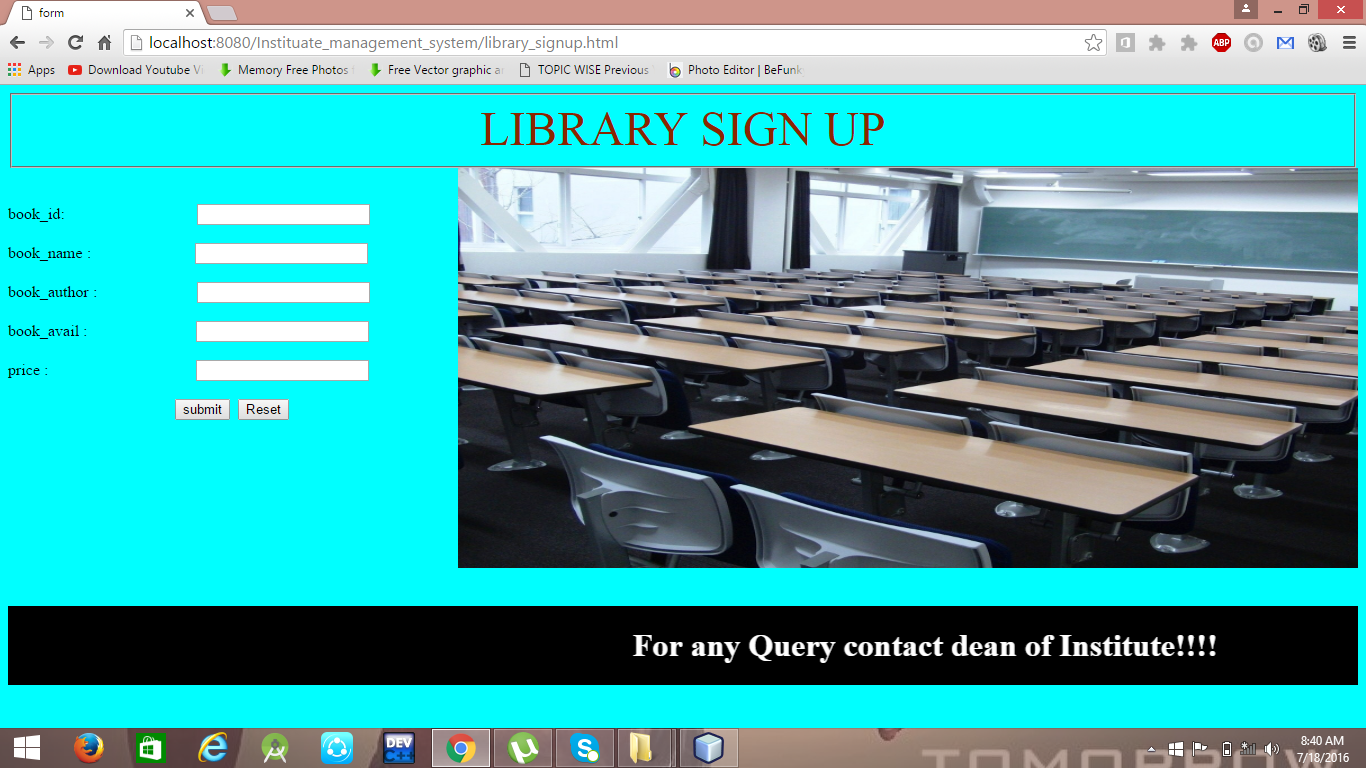 form
localhost:8080/Instituate_management_system/library_signup.html
ABP
Apps Download Youtube Vi Memory Free Photos Free Vector graphic a TOPIC WISE Previous Photo Editor | BeFunk
LIBRARY SIGN UP
book_id:
book_name :
book_author :
book_avail :
price :
submit Reset
For any Query contact dean of Institute!!!!
DEV
C++
8:40 AM
7/18/2016
TOMORROW